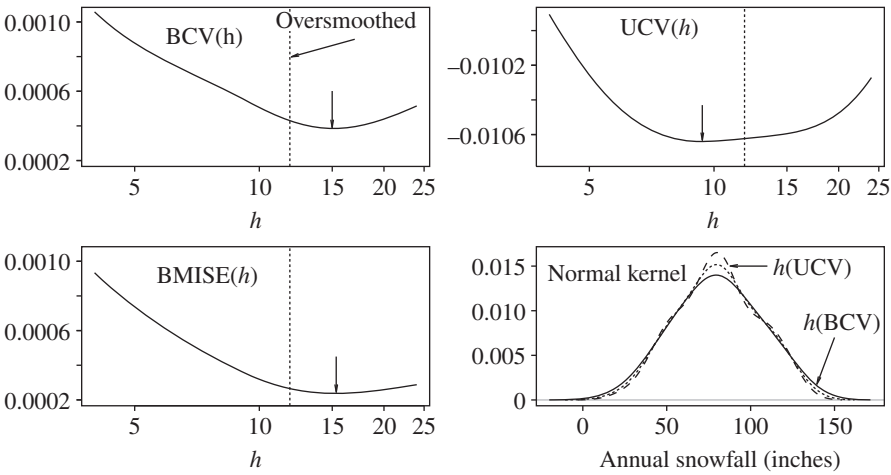 BCV(h)
Oversmoothed
0.0010
0.0006
0.0002
5 10 15 20 25
h
UCV(h)
−0.0102
−0.0106
5 10 15 20 25
h
BMISE(h)
0.0010
0.0006
0.0002
5 10 15 20 25
h
Normal kernel
h(UCV)
h(BCV)
0.015
0.010
0.005
0
0 50 100 150
Annual snowfall (inches)